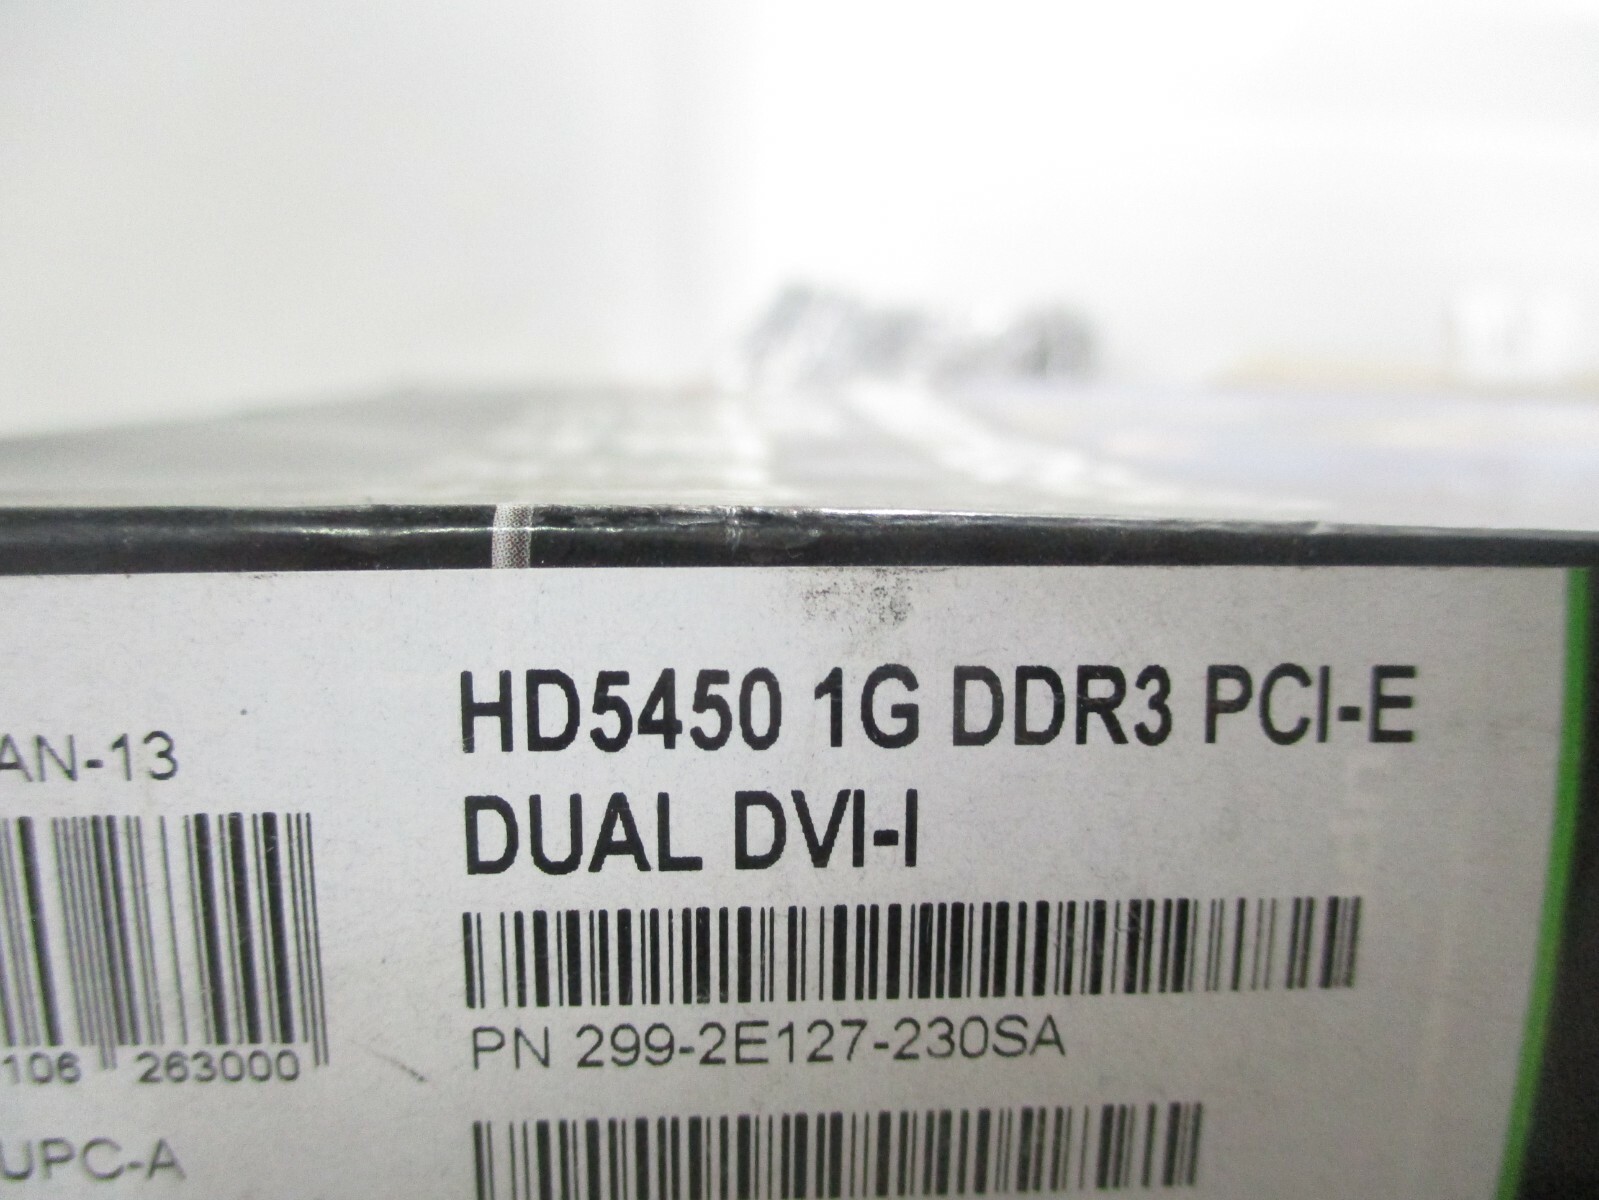 HD5450 1G DDR3 PCI-E
DUAL DVI-I
AN-13
106 263000
PN 299-2E127-230SA
UPC-A